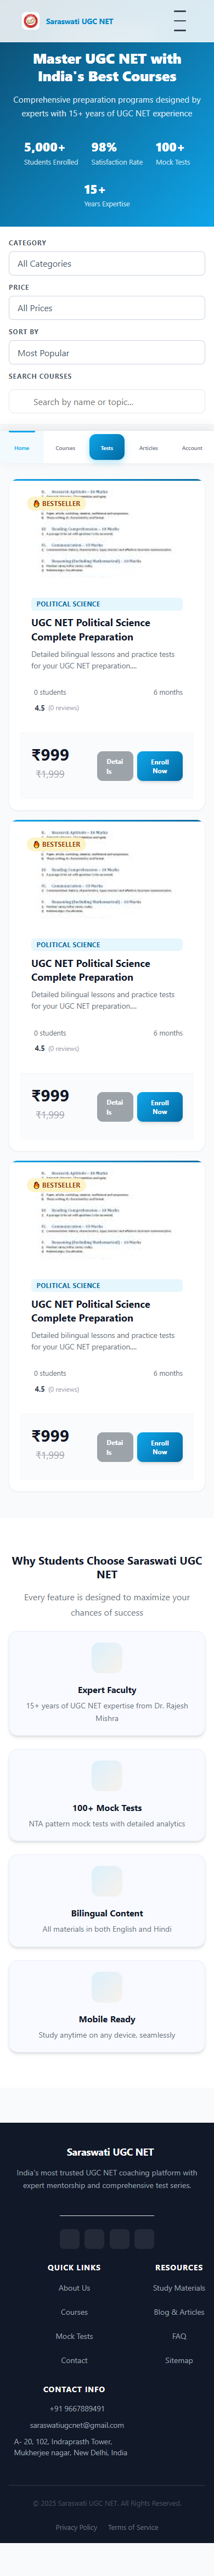 Saraswati UGC NET
Master UGC NET with
India's Best Courses
Comprehensive preparation programs designed by
experts with 15+ years of UGC NET experience
5,000+
Students Enrolled
98%
Satisfaction Rate
100+
Mock Tests
15+
Years Expertise
CATEGORY
All Categories
PRICE
All Prices
SORT BY
Most Popular
SEARCH COURSES
Search by name or topic...
Home
Courses
Tests
Articles
Account
BESTSELLER
POLITICAL SCIENCE
UGC NET Political Science
Complete Preparation
Detailed bilingual lessons and practice tests
for your UGC NET preparation....
0 students
6 months
4.5 (0 reviews)
₹999
₹1,999
Detai
ls
Enroll
Now
BESTSELLER
POLITICAL SCIENCE
UGC NET Political Science
Complete Preparation
Detailed bilingual lessons and practice tests
for your UGC NET preparation....
0 students
6 months
4.5 (0 reviews)
₹999
₹1,999
Detai
ls
Enroll
Now
BESTSELLER
POLITICAL SCIENCE
UGC NET Political Science
Complete Preparation
Detailed bilingual lessons and practice tests
for your UGC NET preparation....
0 students
6 months
4.5 (0 reviews)
₹999
₹1,999
Detai
ls
Enroll
Now
Why Students Choose Saraswati UGC
NET
Every feature is designed to maximize your
chances of success
Expert Faculty
15+ years of UGC NET expertise from Dr. Rajesh
Mishra
100+ Mock Tests
NTA pattern mock tests with detailed analytics
Bilingual Content
All materials in both English and Hindi
Mobile Ready
Study anytime on any device, seamlessly
Saraswati UGC NET
India's most trusted UGC NET coaching platform with
expert mentorship and comprehensive test series.
QUICK LINKS
About Us
Courses
Mock Tests
Contact
RESOURCES
Study Materials
Blog & Articles
FAQ
Sitemap
CONTACT INFO
+91 9667889491
saraswatiugcnet@gmail.com
A- 20, 102, Indraprasth Tower,
Mukherjee nagar, New Delhi, India
© 2025 Saraswati UGC NET. All Rights Reserved.
Privacy Policy
Terms of Service